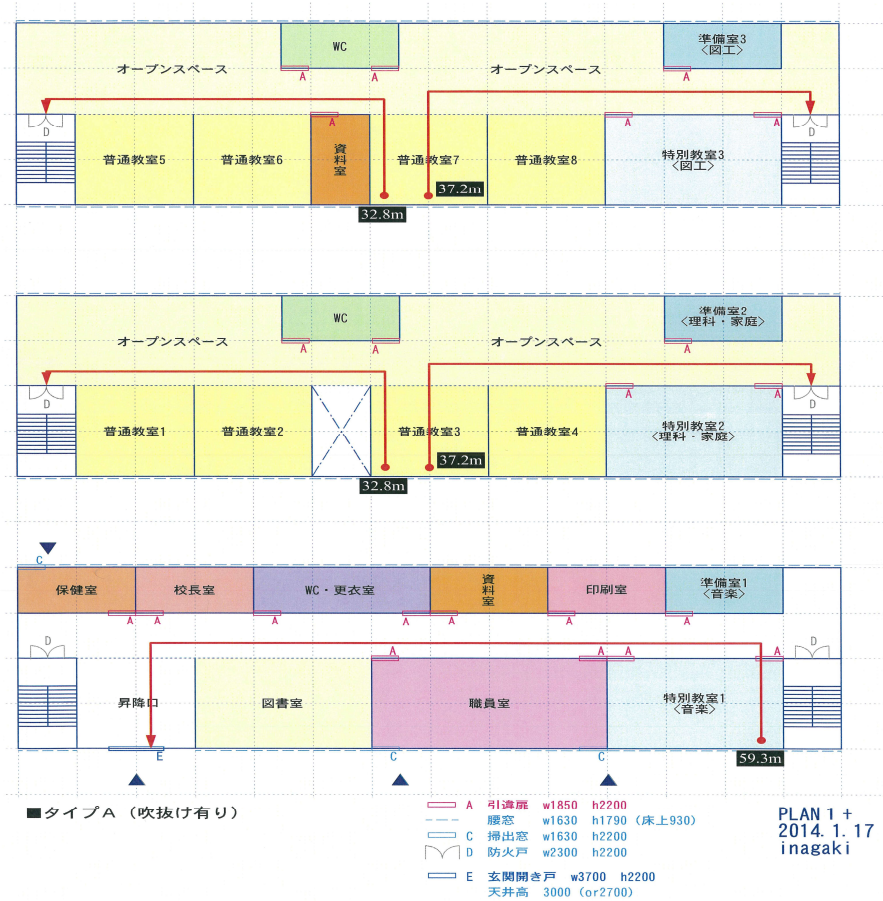 WC
準備室3
<図工>
オープンスペース
オープンスペース
A
A
A
D
A
A
A
D
普通教室5
普通教室6
資料室
普通教室7
普通教室8
特別教室3
<図工>
37.2m
32.8m
WC
準備室2
<理科・家庭>
オープンスペース
オープンスペース
A
A
A
D
A
A
D
普通教室1
普通教室2
普通教室3
普通教室4
特別教室2
<理科・家庭>
37.2m
32.8m
C
保健室
校長室
WC・更衣室
資料室
印刷室
準備室1
<音楽>
A
A
A
A
A
A
A
D
A
A
A
A
D
昇降口
図書室
職員室
特別教室1
<音楽>
E
C
C
59.3m
■タイプA (吹抜け有り)
A 引違扉 w1850 h2200
腰窓 w1630 h1790 (床上930)
C 掃出窓 w1630 h2200
D 防火戸 w2300 h2200
E 玄関開き戸 w3700 h2200
天井高 3000 (or2700)
PLAN 1 +
2014. 1. 17
inagaki